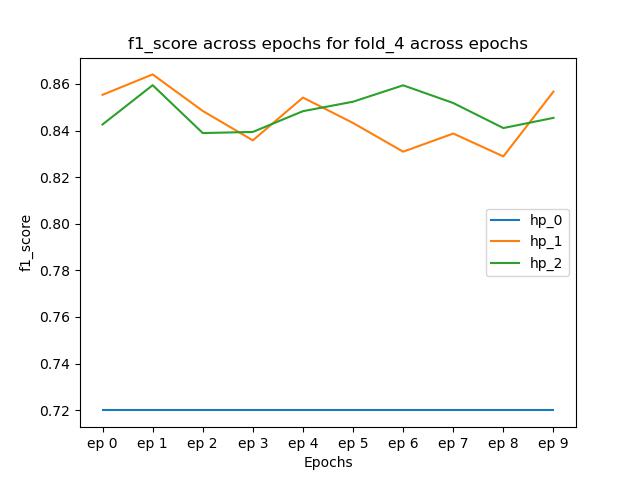 f1_score across epochs for fold_4 across epochs
f1_score
0.86
0.84
0.82
0.80
0.78
0.76
0.74
0.72
hp_0
hp_1
hp_2
ep 0 ep 1 ep 2 ep 3 ep 4 ep 5 ep 6 ep 7 ep 8 ep 9
Epochs